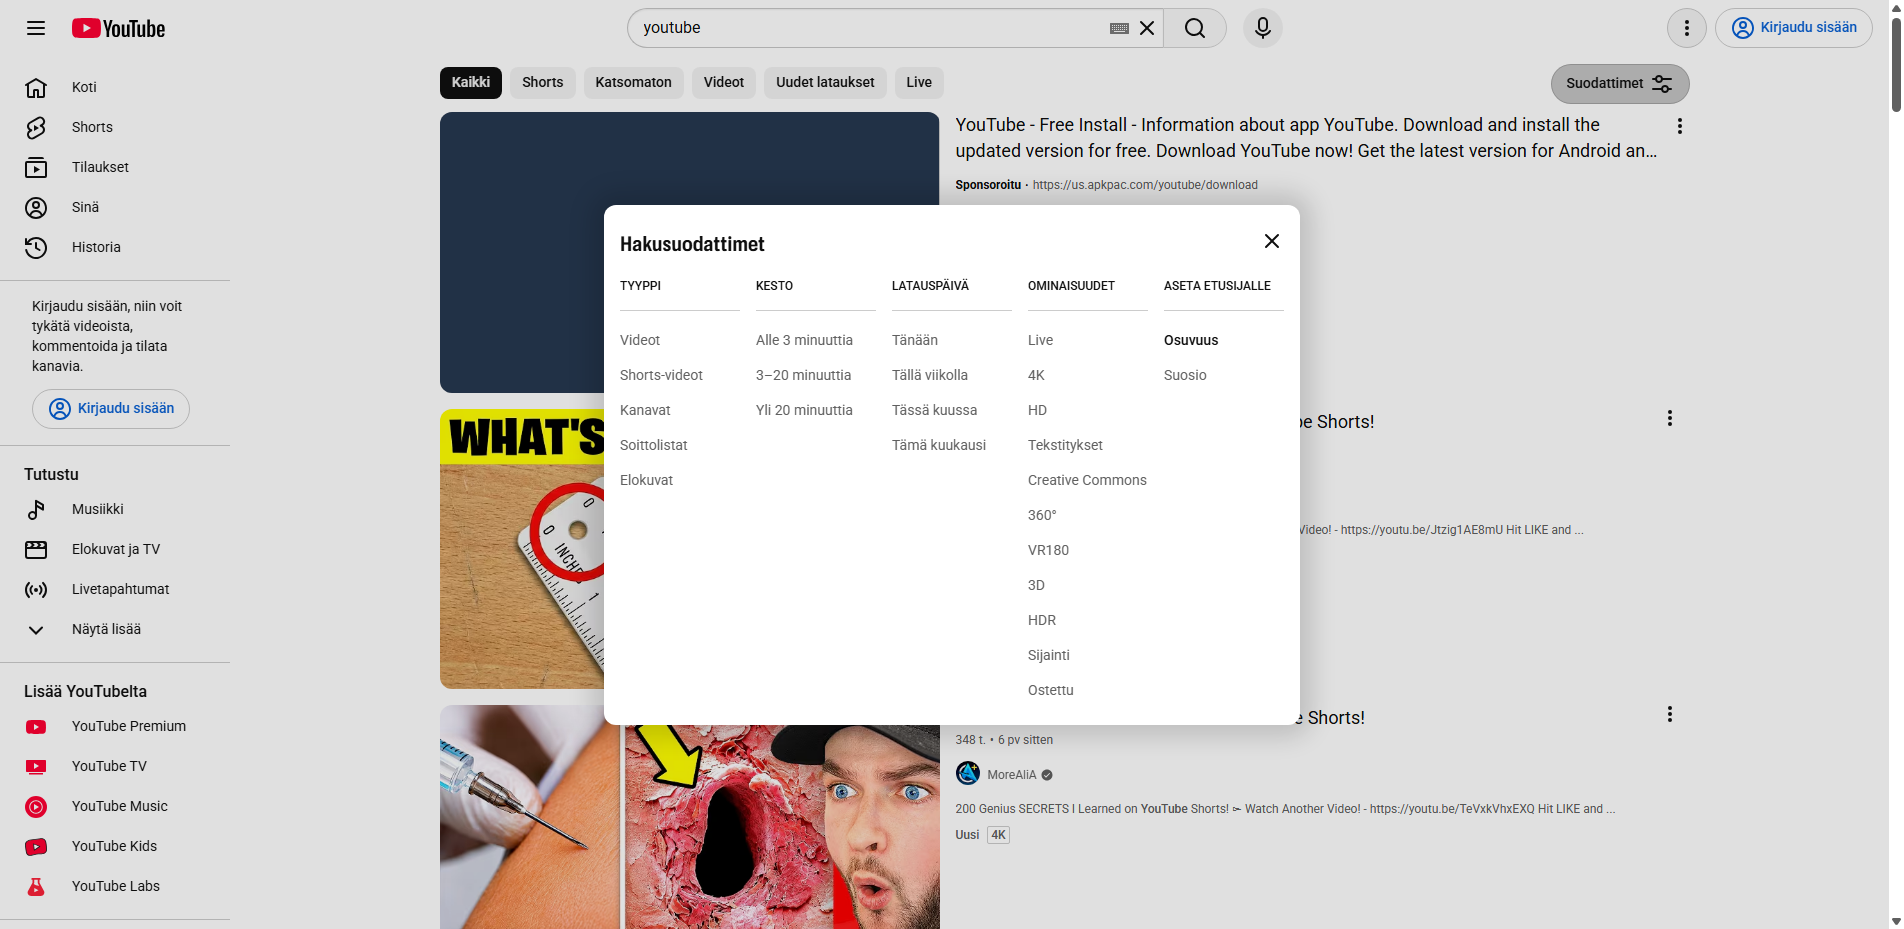 YouTube
youtube
Kirjaudu sisään
Koti
Shorts
Tilaukset
Sinä
Historia
Kirjaudu sisään, niin voit
tykätä videoista,
kommentoida ja tilata
kanavia.
Kirjaudu sisään
Tutustu
Musiikki
Elokuvat ja TV
Livetapahtumat
Näytä lisää
Lisää YouTubelta
YouTube Premium
YouTube TV
YouTube Music
YouTube Kids
YouTube Labs
Kaikki
Shorts
Katsomaton
Videot
Uudet lataukset
Live
Suodattimet
YouTube - Free Install - Information about app YouTube. Download and install the
updated version for free. Download YouTube now! Get the latest version for Android an...
Sponsoroitu · https://us.apkpac.com/youtube/download
Hakusuodattimet
TYYPPI
Videot
Shorts-videot
Kanavat
Soittolistat
Elokuvat
KESTO
Alle 3 minuuttia
3–20 minuuttia
Yli 20 minuuttia
LATAUSPÄIVÄ
Tänään
Tällä viikolla
Tässä kuussa
Tämä kuukausi
OMINAISUUDET
Live
4K
HD
Tekstitykset
Creative Commons
360°
VR180
3D
HDR
Sijainti
Ostettu
ASETA ETUSIJALLE
Osuvuus
Suosio
WHAT'S
0
0
INCHES
1
be Shorts!
Video! - https://youtu.be/Jtzig1AE8mU Hit LIKE and ...
e Shorts!
348 t. • 6 pv sitten
MoreAliA
200 Genius SECRETS I Learned on YouTube Shorts! ➣ Watch Another Video! - https://youtu.be/TeVxkVhxEXQ Hit LIKE and ...
Uusi 4K